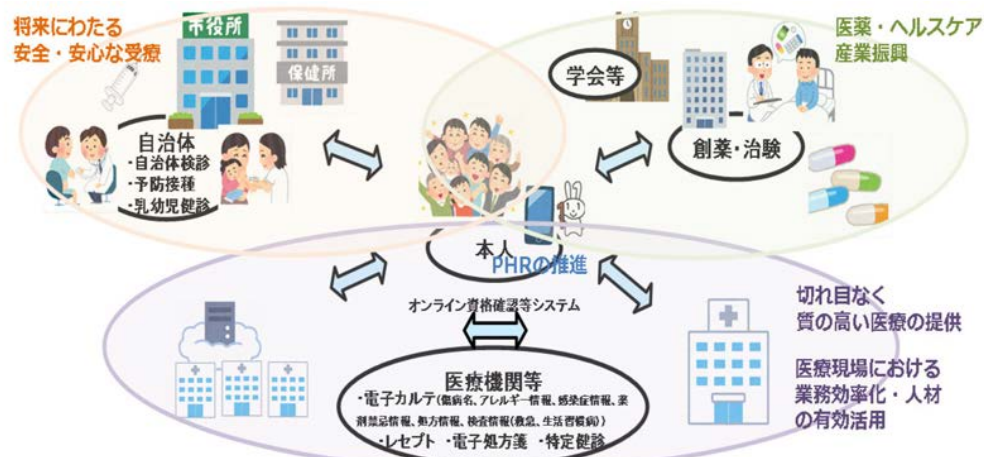 将来にわたる
安全・安心な受療
市役所
保健所
自治体
・自治体検診
・予防接種
・乳幼児健診
医薬・ヘルスケア
産業振興
学会等
創薬・治験
本人
PHRの推進
オンライン資格確認等システム
医療機関等
・電子カルテ(傷病名、アレルギー情報、感染症情報、薬
剤禁忌情報、処方情報、検査情報(救急、生活習慣病))
・レセプト ・電子処方箋 ・特定健診
切れ目なく
質の高い医療の提供
医療現場における
業務効率化・人材
の有効活用